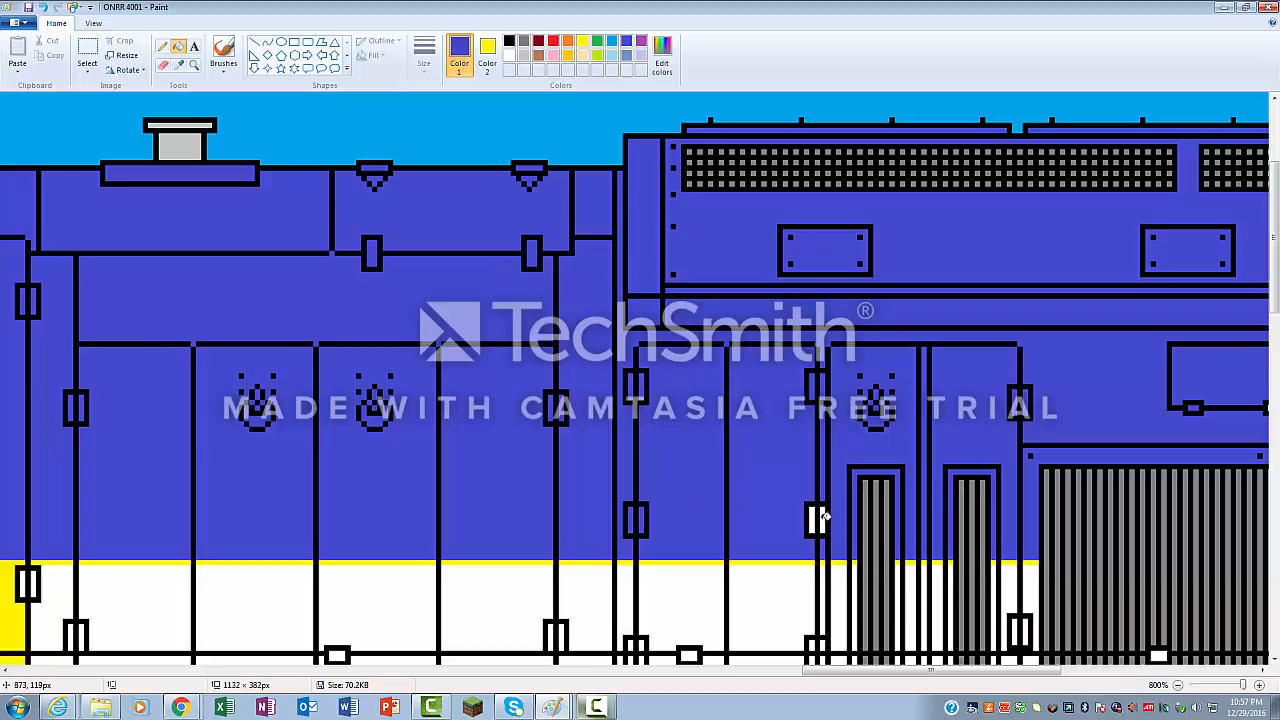 ONRR 4001 - Paint
Home
View
Paste
Cut
Copy
Clipboard
Select
Crop
Resize
Rotate
Image
A
Tools
Brushes
Outline
Fill
Shapes
Size
Color
1
Color
2
Edit
colors
Colors
TechSmith®
MADE WITH CAMTASIA FREE TRIAL
873, 119px
1132 × 382px
Size: 70.2KB
800%
10:57 PM
12/29/2016